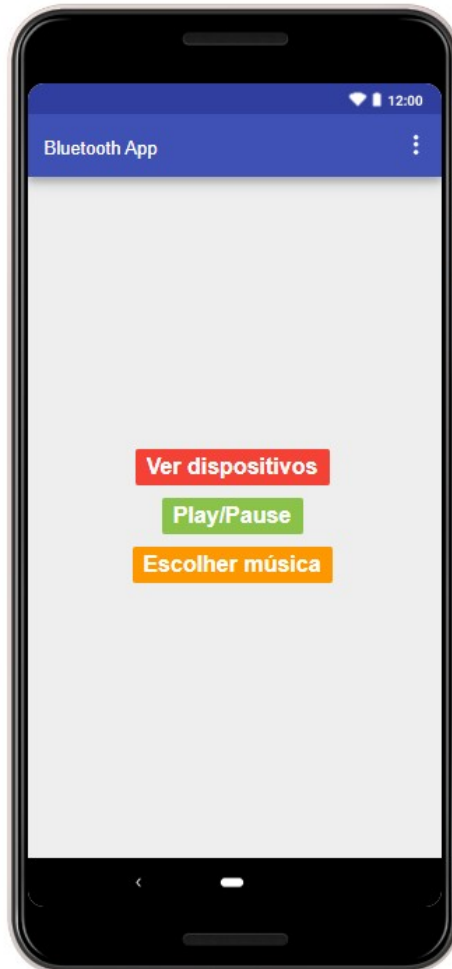 12:00
Bluetooth App
Ver dispositivos
Play/Pause
Escolher música